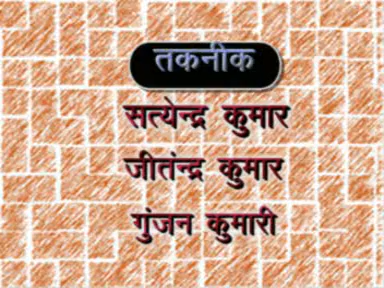 तकनीक
सत्येन्द्र कुमार
जीतंन्द्र कुमार
गुंजन कुमारी